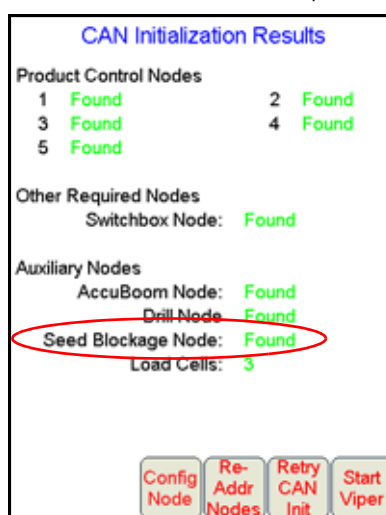 CAN Initialization Results
Product Control Nodes
1 Found 2 Found
3 Found 4 Found
5 Found
Other Required Nodes
Switchbox Node: Found
Auxiliary Nodes
AccuBoom Node: Found
Drill Node Found
Seed Blockage Node: Found
Load Cells: 3
Config Node
Re-Addr Nodes
Retry CAN Init
Start Viper